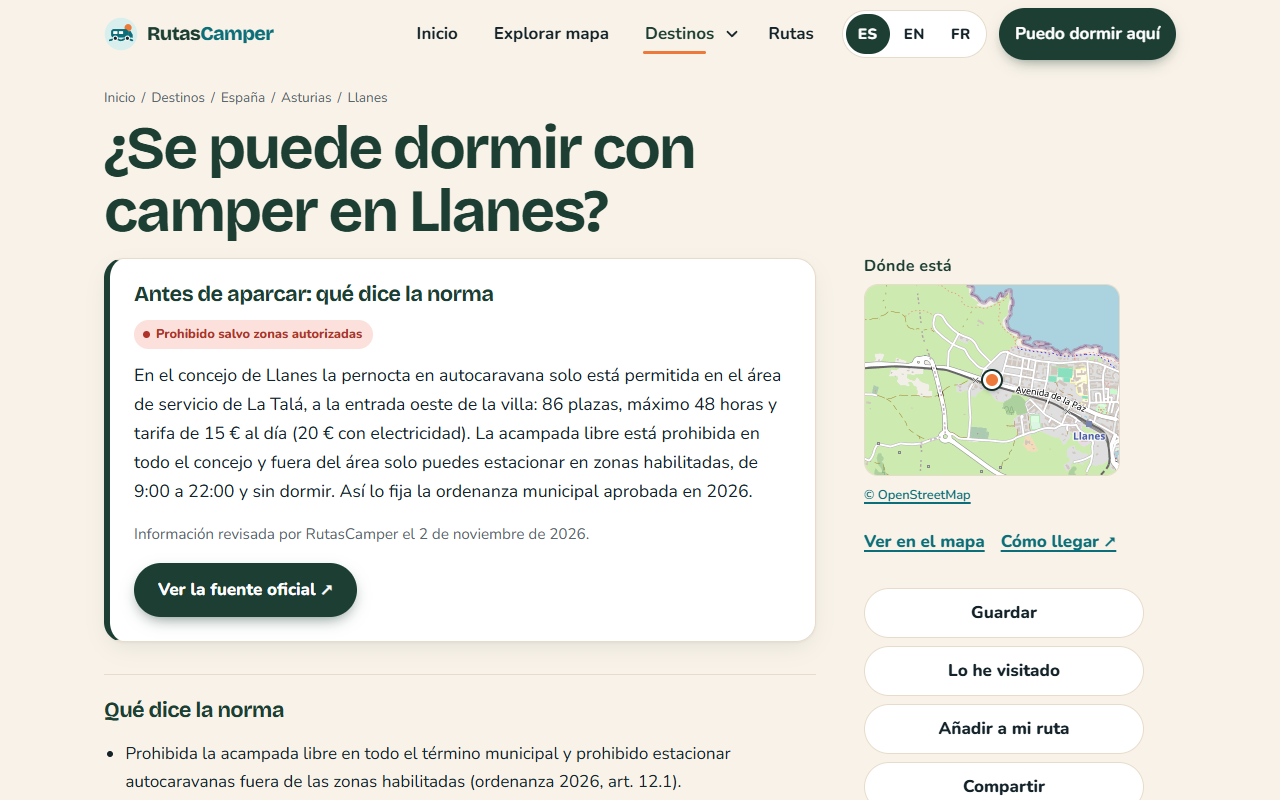 RutasCamper
Inicio
Explorar mapa
Destinos
Rutas
ES
EN
FR
Puedo dormir aquí
Inicio / Destinos / España / Asturias / Llanes
¿Se puede dormir con
camper en Llanes?
Antes de aparcar: qué dice la norma
Prohibido salvo zonas autorizadas
En el concejo de Llanes la pernocta en autocaravana solo está permitida en el área
de servicio de La Talá, a la entrada oeste de la villa: 86 plazas, máximo 48 horas y
tarifa de 15 € al día (20 € con electricidad). La acampada libre está prohibida en
todo el concejo y fuera del área solo puedes estacionar en zonas habilitadas, de
9:00 a 22:00 y sin dormir. Así lo fija la ordenanza municipal aprobada en 2026.
Información revisada por RutasCamper el 2 de noviembre de 2026.
Ver la fuente oficial ↗
Qué dice la norma
• Prohibida la acampada libre en todo el término municipal y prohibido estacionar
autocaravanas fuera de las zonas habilitadas (ordenanza 2026, art. 12.1).
Dónde está
Avenida de la Paz
Llanes
© OpenStreetMap
Ver en el mapa
Cómo llegar ↗
Guardar
Lo he visitado
Añadir a mi ruta
Compartir